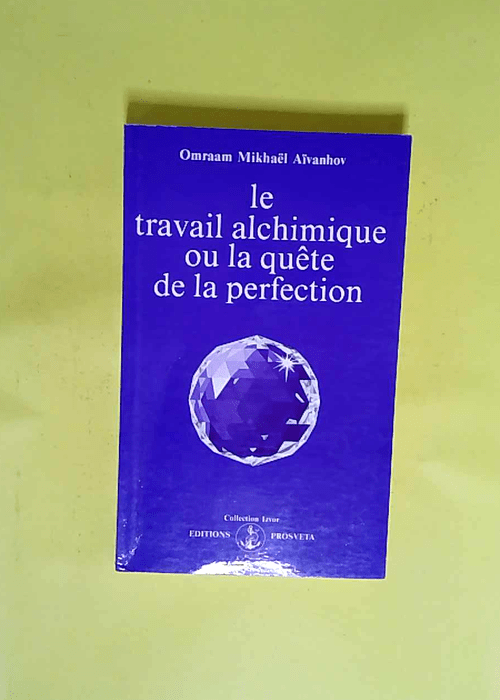 Omraam Mikhaël Aïvanhov
le
travail alchimique
ou la quête
de la perfection
Collection Izvor
EDITIONS PROSVETA